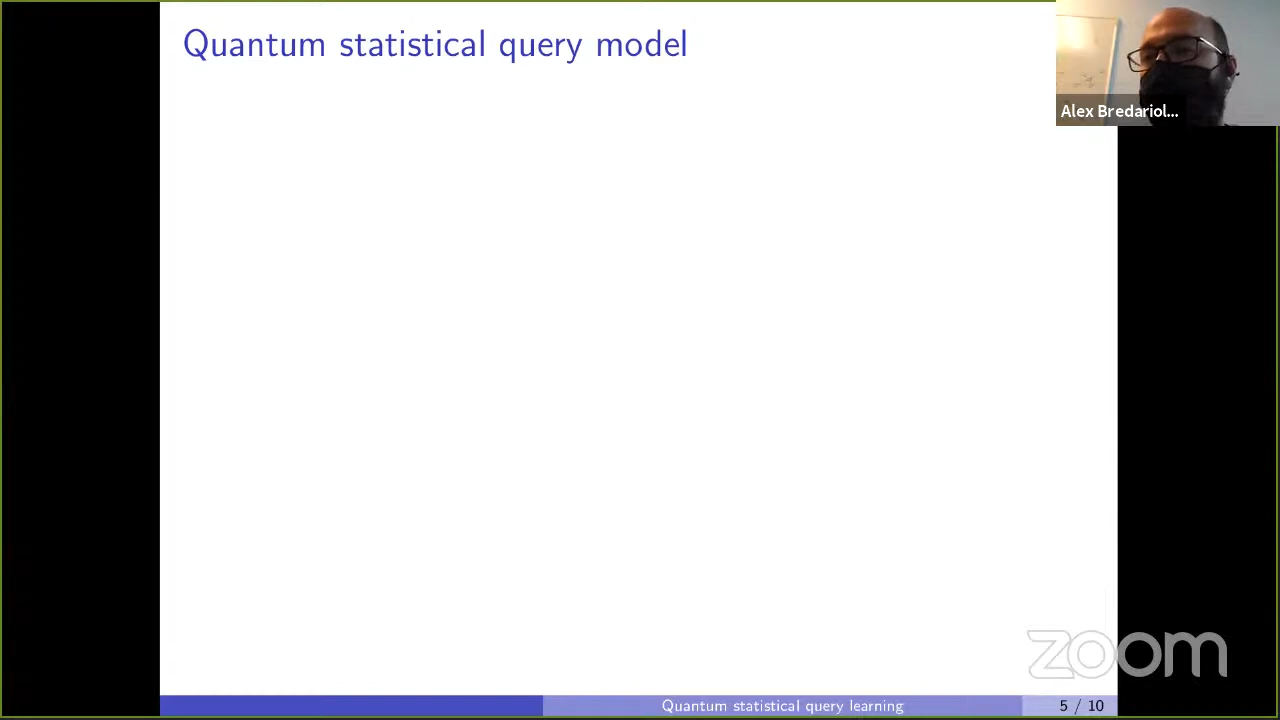 Quantum statistical query model
Alex Bredariol...
zoom
Quantum statistical query learning
5 / 10